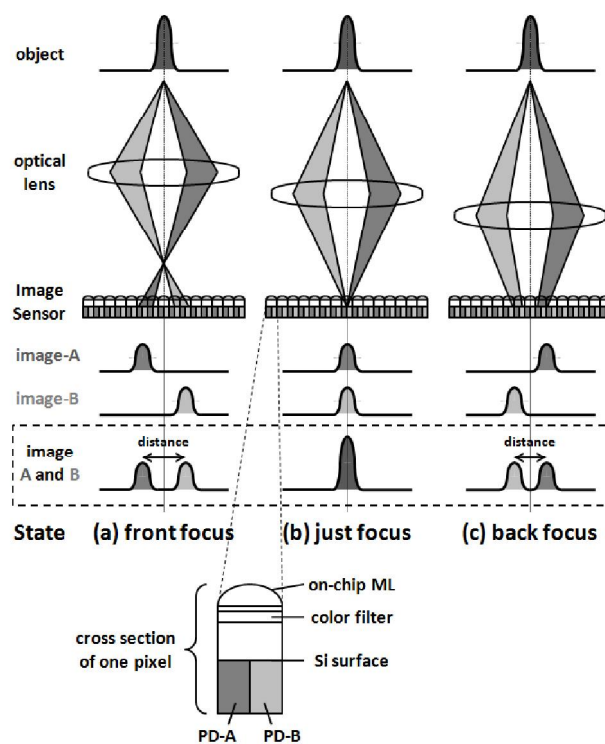 object
optical
lens
Image
Sensor
image-A
image-B
image
A and B
distance
distance
State
(a) front focus
(b) just focus
(c) back focus
on-chip ML
color filter
cross section
of one pixel
Si surface
PD-A
PD-B